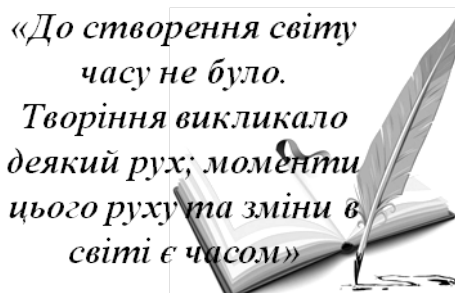 «До створення світу
часу не було.
Творіння викликало
деякий рух; моменти
цього руху та зміни в
світі є часом»